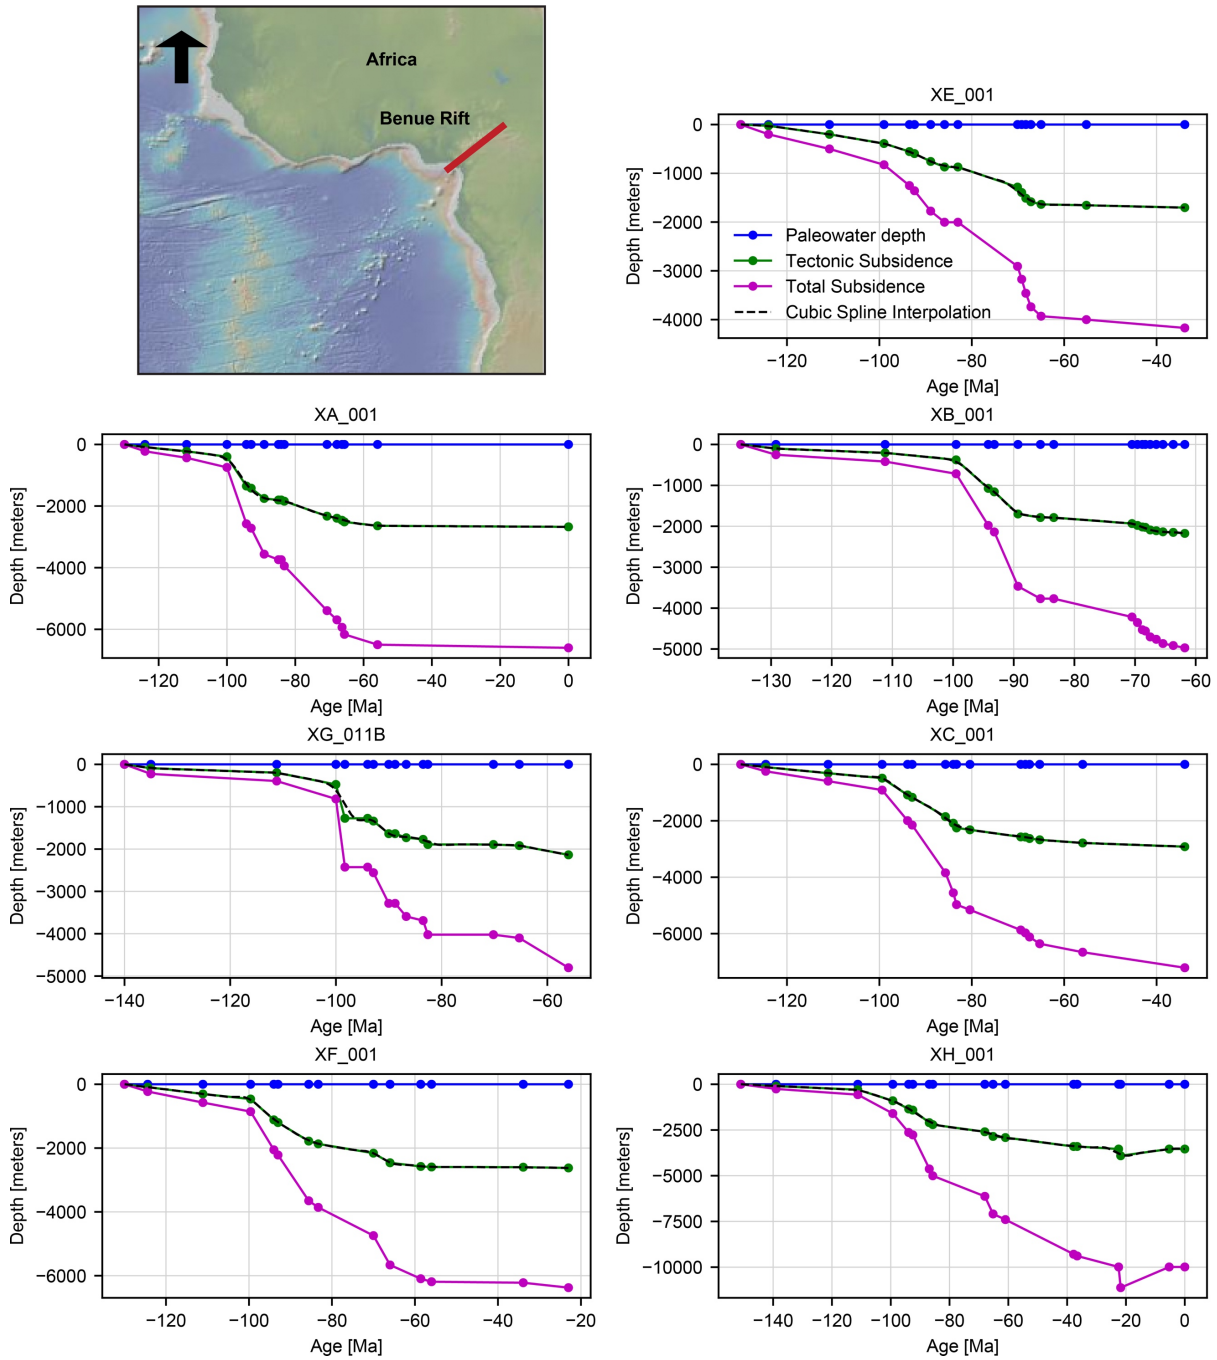 Africa
Benue Rift
XE_001
0
−1000
−2000
−3000
−4000
Depth [meters]
Paleowater depth
Tectonic Subsidence
Total Subsidence
Cubic Spline Interpolation
−120 −100 −80 −60 −40
Age [Ma]
XA_001
0
−2000
−4000
−6000
Depth [meters]
−120 −100 −80 −60 −40 −20 0
Age [Ma]
XB_001
0
−1000
−2000
−3000
−4000
−5000
Depth [meters]
−130 −120 −110 −100 −90 −80 −70 −60
Age [Ma]
XG_011B
0
−1000
−2000
−3000
−4000
−5000
Depth [meters]
−140 −120 −100 −80 −60
Age [Ma]
XC_001
0
−2000
−4000
−6000
Depth [meters]
−120 −100 −80 −60 −40
Age [Ma]
XF_001
0
−2000
−4000
−6000
Depth [meters]
−120 −100 −80 −60 −40 −20
Age [Ma]
XH_001
0
−2500
−5000
−7500
−10000
Depth [meters]
−140 −120 −100 −80 −60 −40 −20 0
Age [Ma]